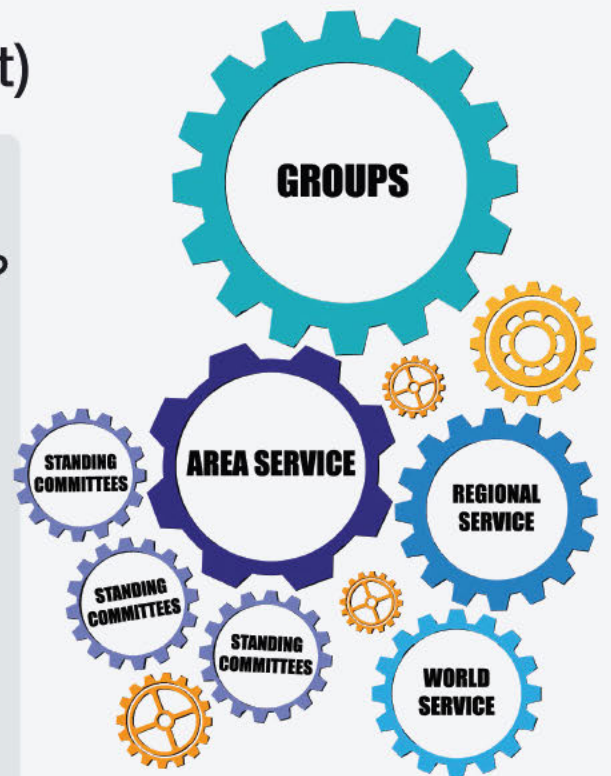 t)
?
GROUPS
AREA SERVICE
STANDING
COMMITTEES
REGIONAL
SERVICE
STANDING
COMMITTEES
STANDING
COMMITTEES
WORLD
SERVICE